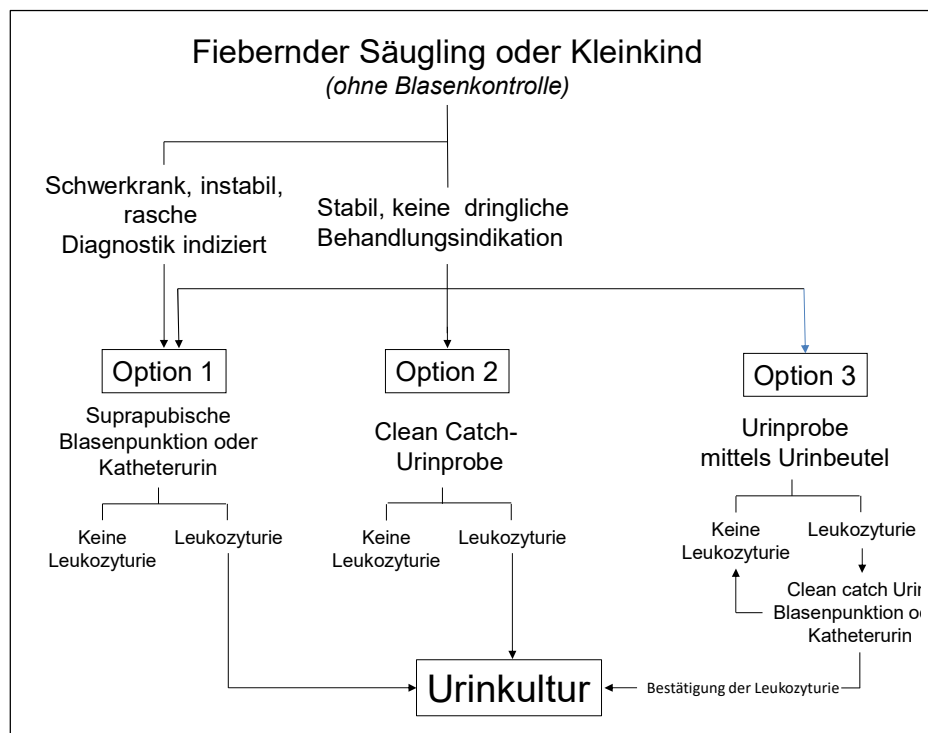 Fiebernder Säugling oder Kleinkind
(ohne Blasenkontrolle)
Schwerkrank, instabil,
rasche
Diagnostik indiziert
Stabil, keine dringliche
Behandlungsindikation
Option 1
Suprapubische
Blasenpunktion oder
Katheterurin
Keine
Leukozyturie
Leukozyturie
Option 2
Clean Catch-
Urinprobe
Keine
Leukozyturie
Leukozyturie
Option 3
Urinprobe
mittels Urinbeutel
Keine
Leukozyturie
Leukozyturie
Clean catch
Blasenpunktion
Katheterurin
Bestätigung der Leukozyturie
Urinkultur